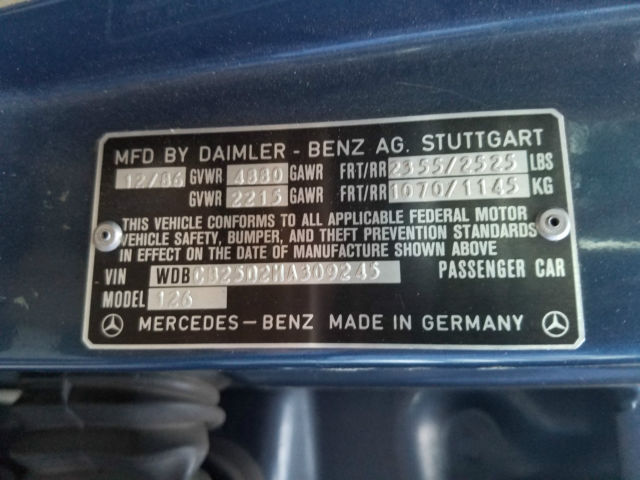 MFD BY DAIMLER - BENZ AG. STUTTGART
12/86 GVWR 4880 GAWR FRT/RR 2355/2525 LBS
GVWR 2215 GAWR FRT/RR 1070/1145 KG
THIS VEHICLE CONFORMS TO ALL APPLICABLE FEDERAL MOTOR
VEHICLE SAFETY, BUMPER, AND THEFT PREVENTION STANDARDS
IN EFFECT ON THE DATE OF MANUFACTURE SHOWN ABOVE
VIN WDBCB25D2HA309245 PASSENGER CAR
MODEL 126
MERCEDES-BENZ MADE IN GERMANY